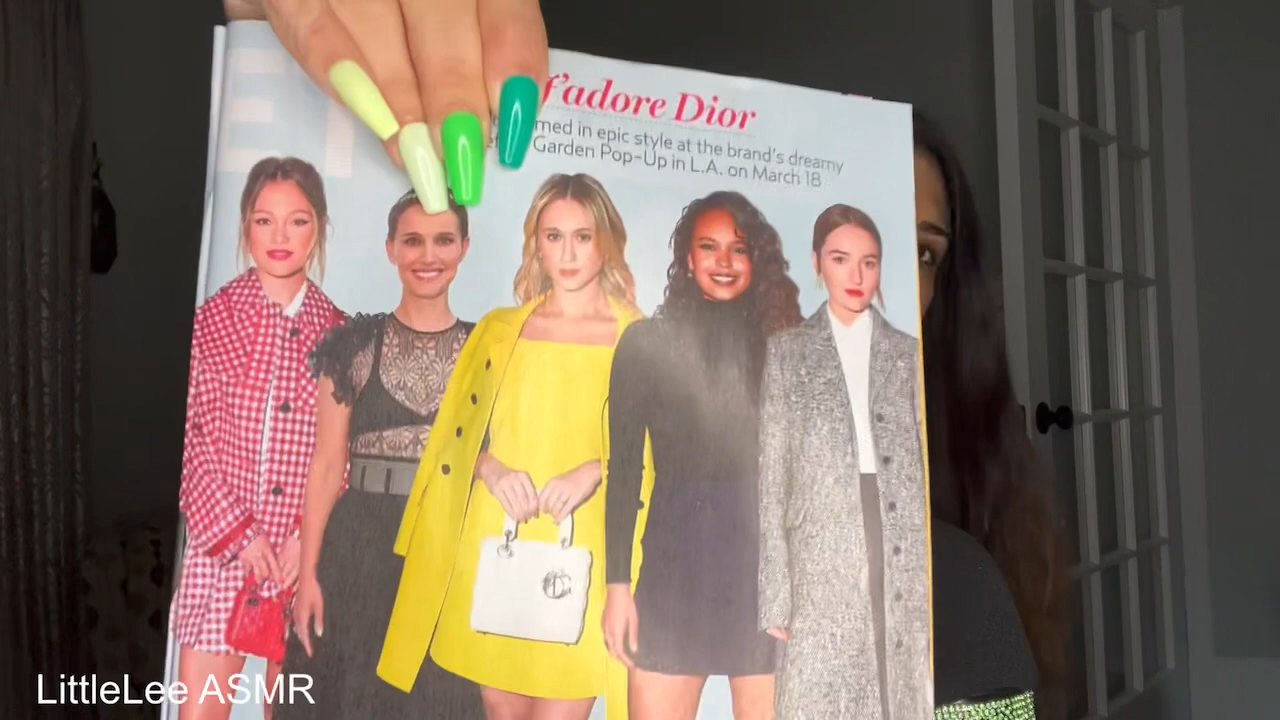 J'adore Dior
med in epic style at the brand's dreamy
Garden Pop-Up in L.A. on March 18
LittleLee ASMR